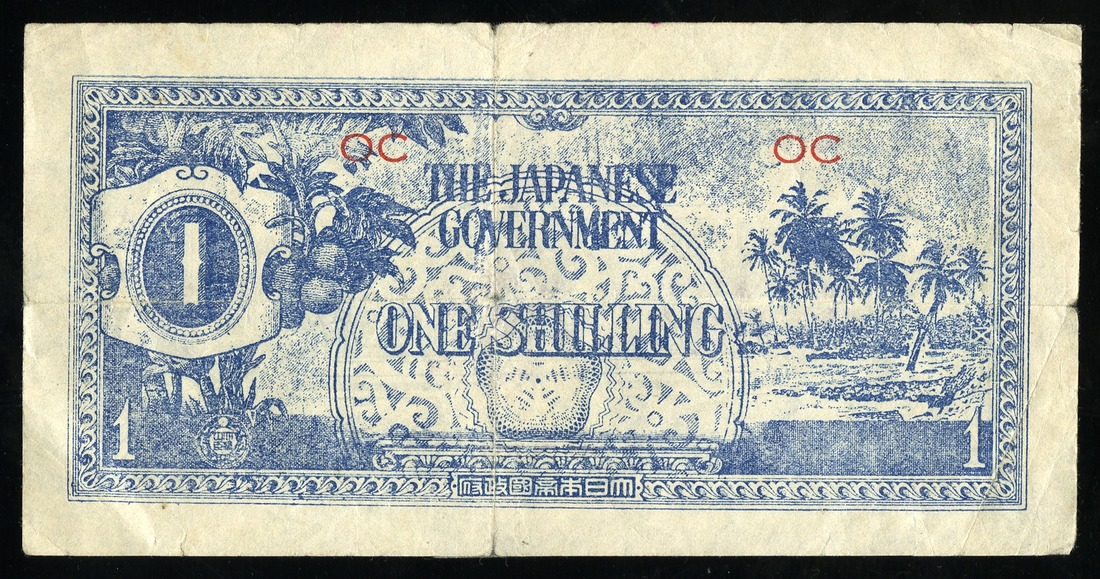 OC OC
THE JAPANESE
GOVERNMENT
1
ONE SHILLING
1 1
大日本帝國政府